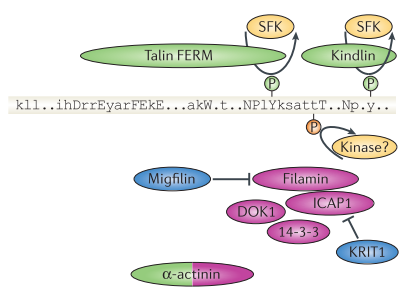 SFK
SFK
Talin FERM
Kindlin
P
P
kll..ihDrrEyarFEkE...akW.t..NPlYksattT..Np.y..
P
Kinase?
Migfilin
Filamin
ICAP1
DOK1
14-3-3
KRIT1
α-actinin